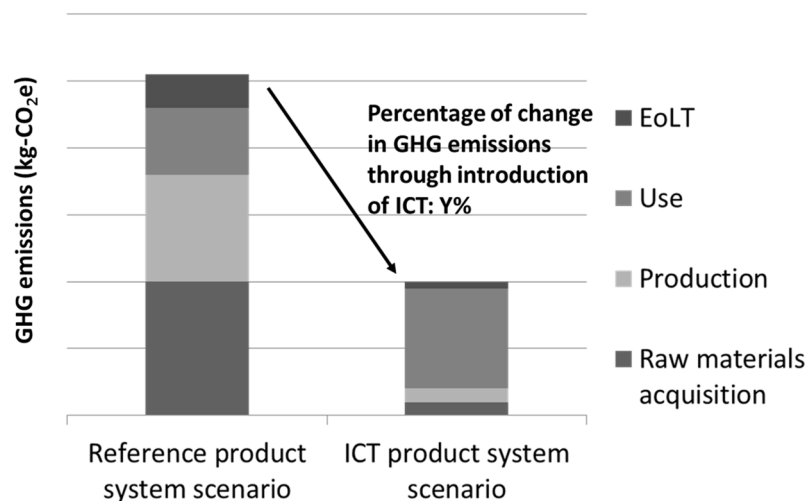 GHG emissions (kg-CO₂e)
Percentage of change
in GHG emissions
through introduction
of ICT: Y%
EoLT
Use
Production
Raw materials
acquisition
Reference product
system scenario
ICT product system
scenario